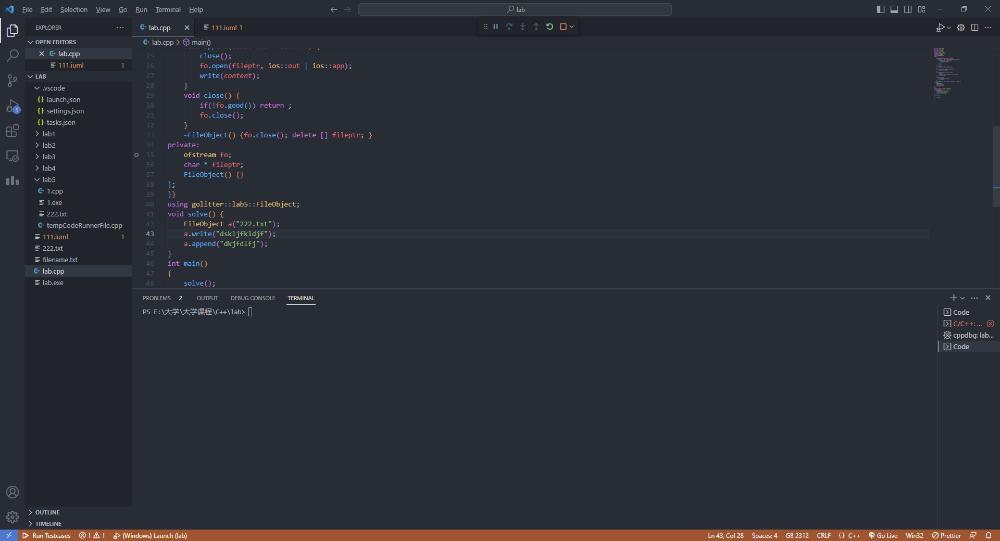 File Edit Selection View Go Run Terminal Help
lab
EXPLORER
lab.cpp
111.iuml 1
OPEN EDITORS
lab.cpp > main()
lab.cpp
111.iuml 1
LAB
.vscode
launch.json
settings.json
tasks.json
lab1
lab2
lab3
lab4
lab5
1.cpp
1.exe
222.txt
tempCodeRunnerFile.cpp
111.iuml 1
222.txt
filename.txt
lab.cpp
lab.exe
OUTLINE
TIMELINE
25 close();
26 fo.open(fileptr, ios::out | ios::app);
27 write(content);
28 }
29 void close() {
30 if(!fo.good()) return ;
31 fo.close();
32 }
33 ~FileObject() {fo.close(); delete [] fileptr; }
34 private:
35 ofstream fo;
36 char * fileptr;
37 FileObject() {}
38 };
39 }}
40 using golitter::lab5::FileObject;
41 void solve() {
42 FileObject a("222.txt");
43 a.write("dskljfkldjf");
44 a.append("dkjfdlfj");
45 }
46 int main()
47 {
48 solve();
PROBLEMS 2 OUTPUT DEBUG CONSOLE TERMINAL
PS E:\大学\大学课程\C++\lab>
Code
C/C++: ...
cppdbg: lab...
Code
1
Run Testcases 1 1 (Windows) Launch (lab)
Ln 43, Col 28 Spaces: 4 GB 2312 CRLF {} C++ Go Live Win32 Prettier